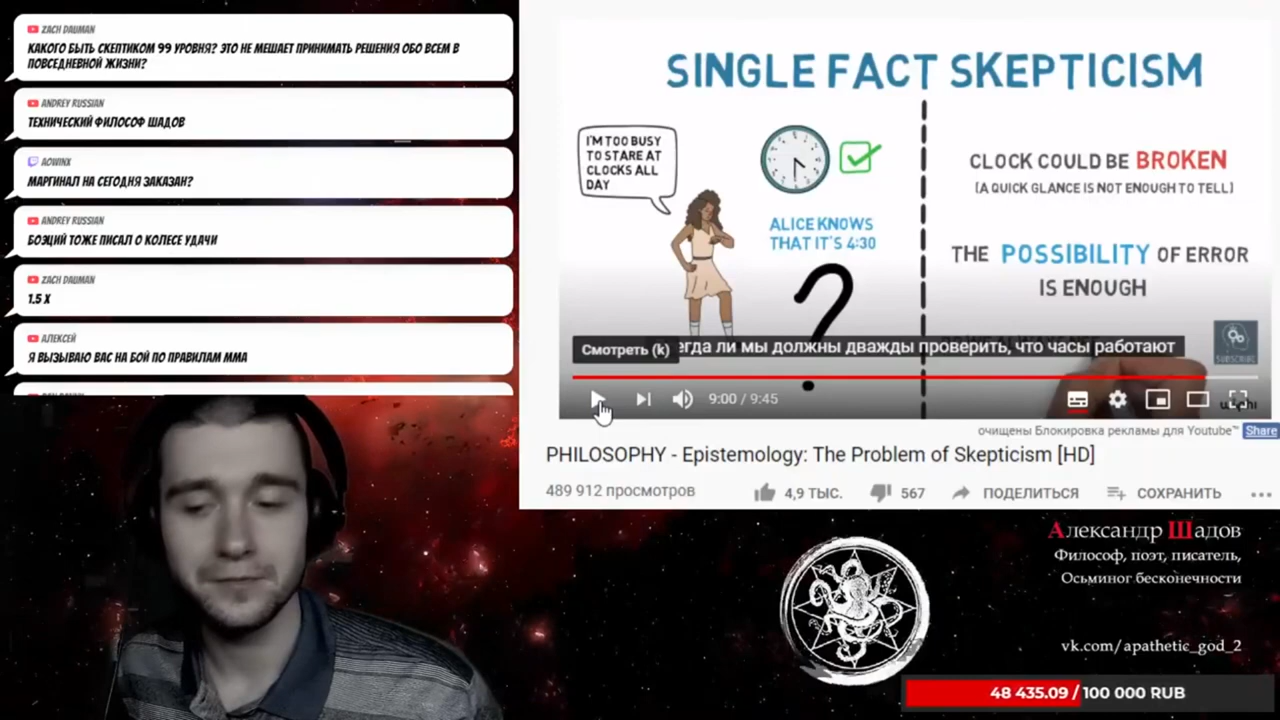 ZACH DAUMAN
КАКОГО БЫТЬ СКЕПТИКОМ 99 УРОВНЯ? ЭТО НЕ МЕШАЕТ ПРИНИМАТЬ РЕШЕНИЯ ОБО ВСЕМ В
ПОВСЕДНЕВНОЙ ЖИЗНИ?
ANDREY RUSSIAN
ТЕХНИЧЕСКИЙ ФИЛОСОФ ШАДОВ
AOWINX
МАРГИНАЛ НА СЕГОДНЯ ЗАКАЗАН?
ANDREY RUSSIAN
БОЭЦИЙ ТОЖЕ ПИСАЛ О КОЛЕСЕ УДАЧИ
ZACH DAUMAN
1.5 X
АЛЕКСЕЙ
Я ВЫЗЫВАЮ ВАС НА БОЙ ПО ПРАВИЛАМ ММА
SINGLE FACT SKEPTICISM
I'M TOO BUSY
TO STARE AT
CLOCKS ALL
DAY
ALICE KNOWS
THAT IT'S 4:30
?
CLOCK COULD BE BROKEN
(A QUICK GLANCE IS NOT ENOUGH TO TELL)
THE POSSIBILITY OF ERROR
IS ENOUGH
SUBSCRIBE
Смотреть (k)
егда ли мы должны дважды проверить, что часы работают
9:00 / 9:45
очищены Блокировка рекламы для Youtube™ Share
PHILOSOPHY - Epistemology: The Problem of Skepticism [HD]
489 912 просмотров
4,9 ТЫС.
567
ПОДЕЛИТЬСЯ
СОХРАНИТЬ
Александр Шадов
Философ, поэт, писатель,
Осьминог бесконечности
vk.com/apathetic_god_2
48 435.09 / 100 000 RUB